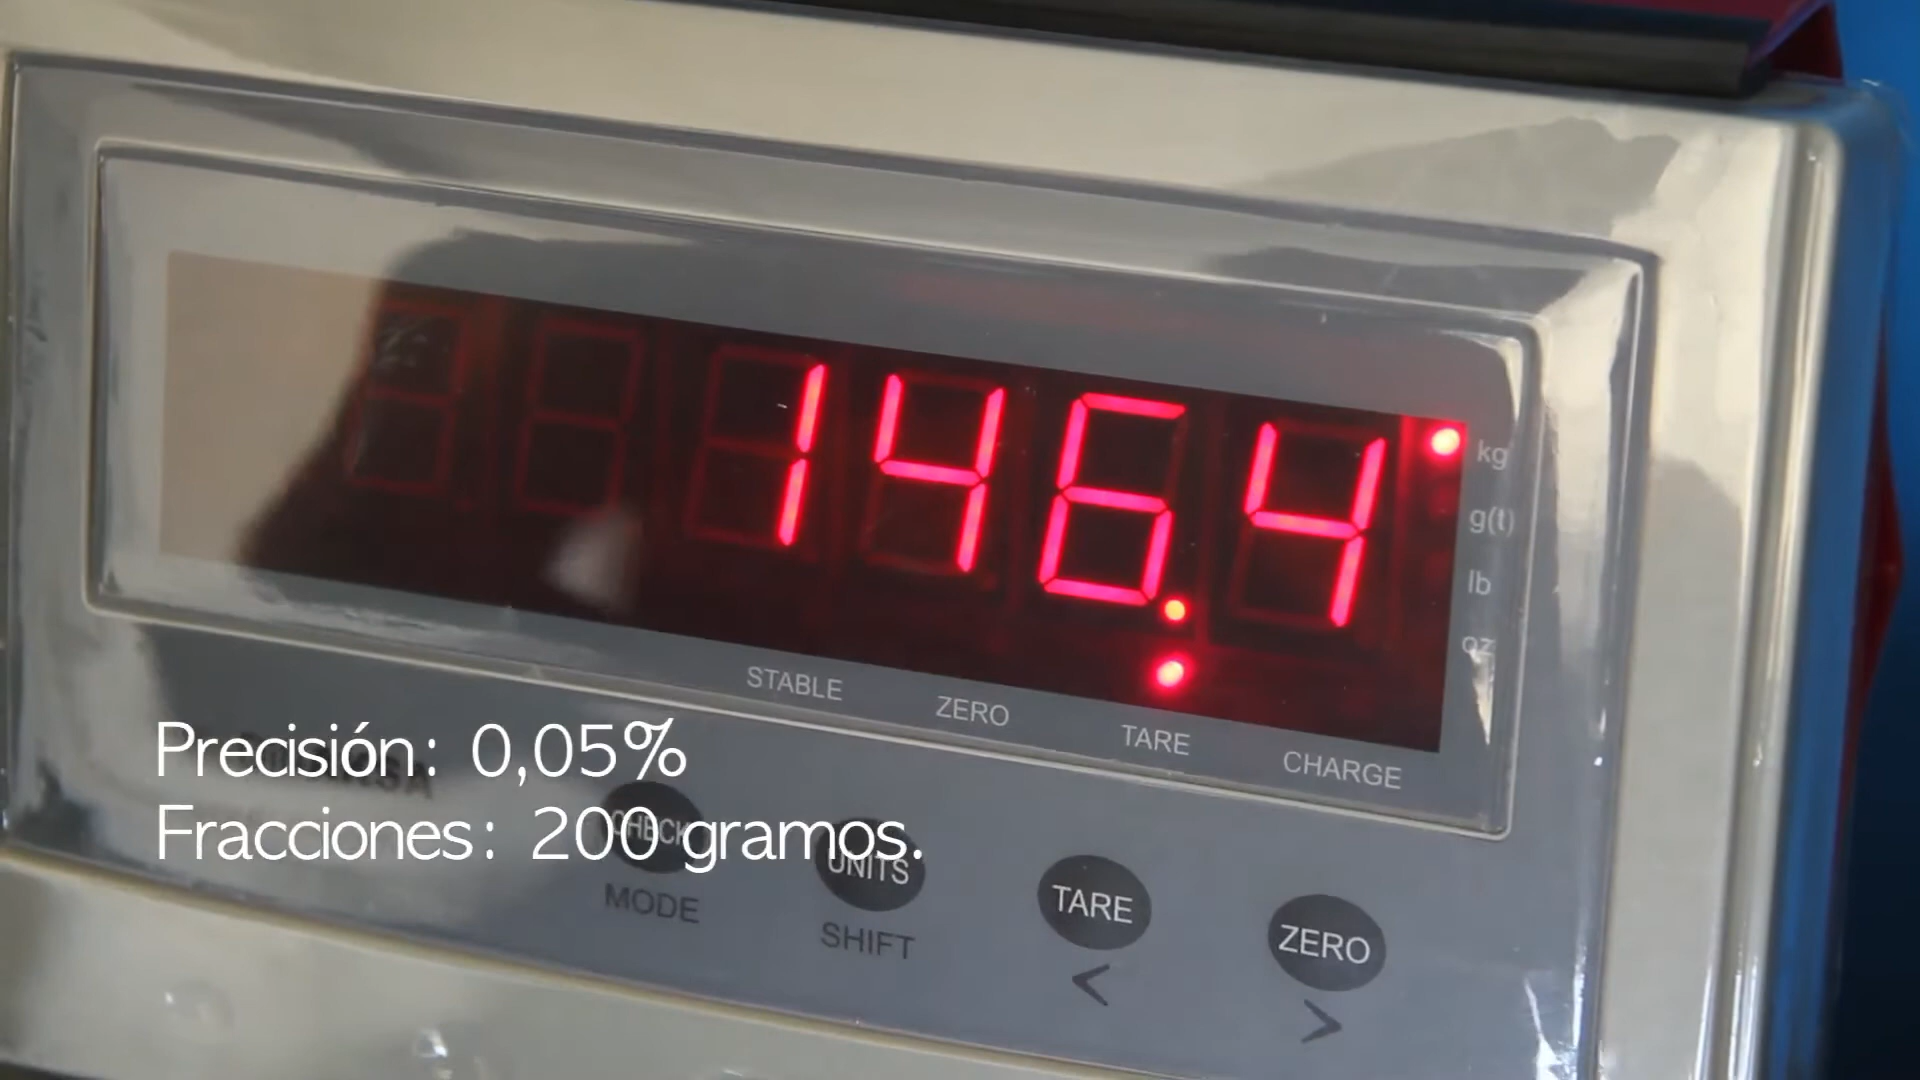 146.4
kg
g(t)
lb
oz
STABLE ZERO TARE CHARGE
Precisión: 0,05%
Fracciones: 200 gramos.
CHECK UNITS TARE ZERO
MODE SHIFT < >